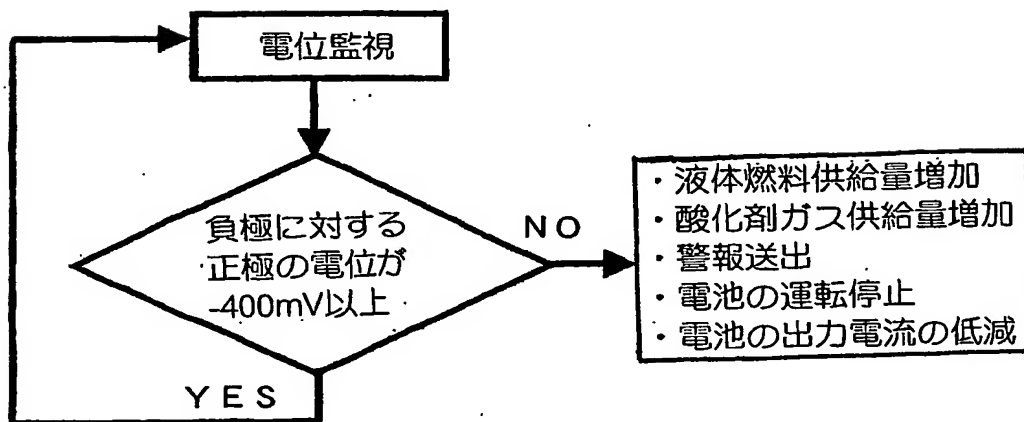 電位監視
負極に対する
正極の電位が
-400mV以上
NO
YES
・液体燃料供給量増加
・酸化剤ガス供給量増加
・警報送出
・電池の運転停止
・電池の出力電流の低減